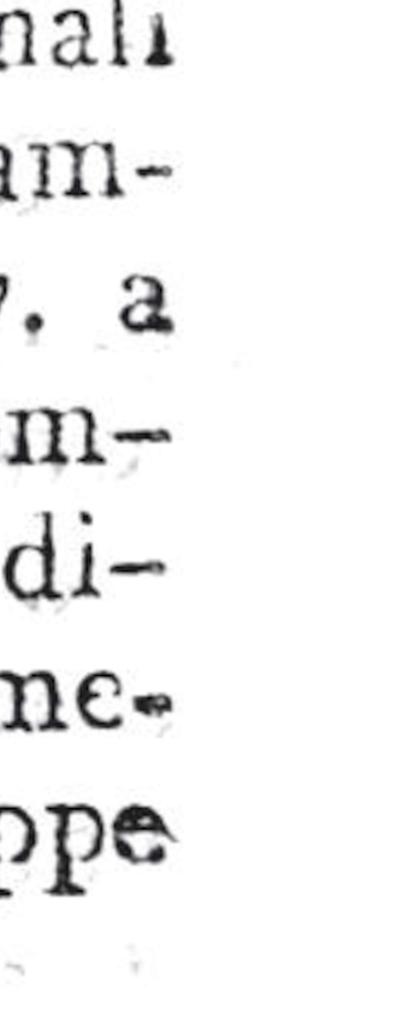 nali
am-
. a
m-
di-
ne-
ppe